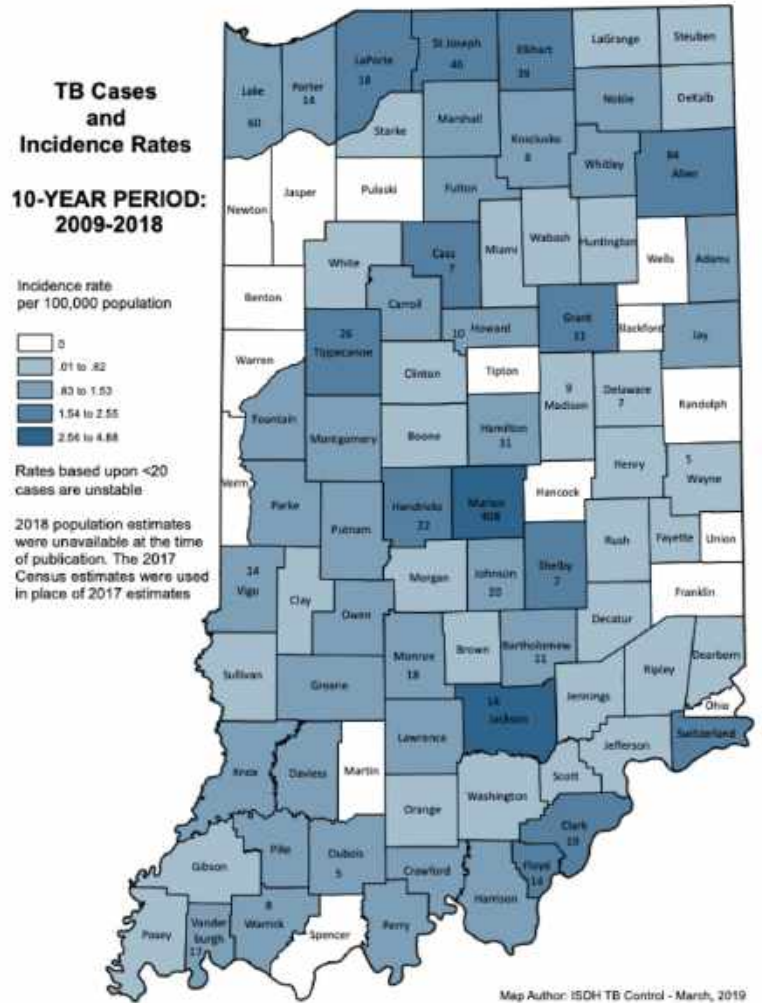 TB Cases
and
Incidence Rates
10-YEAR PERIOD:
2009-2018
Incidence rate
per 100,000 population
0
.01 to .82
.83 to 1.53
1.54 to 2.55
2.56 to 4.88
Rates based upon <20
cases are unstable
2018 population estimates
were unavailable at the time
of publication. The 2017
Census estimates were used
in place of 2017 estimates
Lake
60
Porter
14
LaPorte
18
St Joseph
46
Elkhart
LaGrange
Steuben
Starke
Marshall
Noble
DeKalb
Kosciusko
Whitley
Allen
Newton
Jasper
Pulaski
Fulton
White
Cass
7
Miami
Wabash
Huntington
Wells
Adams
Benton
Carroll
26
Tippecanoe
10 Howard
Grant
Blackford
Jay
Warren
Clinton
Tipton
9
Madison
Delaware
7
Randolph
Fountain
Montgomery
Boone
Hamilton
31
Henry
5
Wayne
Verm
Parke
Putnam
Hendricks
Marion
408
Hancock
Rush
Fayette
Union
14
Vigo
Clay
Owen
Morgan
Johnson
20
Shelby
7
Franklin
Decatur
Sullivan
Greene
Monroe
18
Brown
Bartholomew
11
Jennings
Ripley
Dearborn
Ohio
14
Jackson
Lawrence
Jefferson
Switzerland
Knox
Daviess
Martin
Orange
Washington
Scott
Clark
19
Floyd
14
Gibson
Pike
Dubois
5
Crawford
Harrison
Posey
Vander
burgh
8
Warrick
Spencer
Perry
Map Author: ISDH TB Control - March, 2019